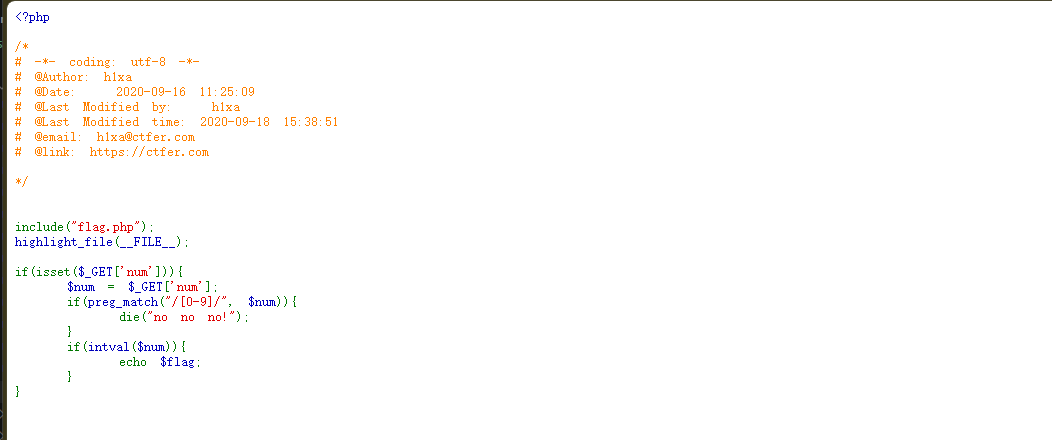 <?php
/*
# -*- coding: utf-8 -*-
# @Author: h1xa
# @Date:   2020-09-16 11:25:09
# @Last Modified by:   h1xa
# @Last Modified time: 2020-09-18 15:38:51
# @email: h1xa@ctfer.com
# @link: https://ctfer.com
*/
include("flag.php");
highlight_file(__FILE__);
if(isset($_GET['num'])){
$num = $_GET['num'];
if(preg_match("/[0-9]/", $num)){
die("no no no!");
}
if(intval($num)){
echo $flag;
}
}